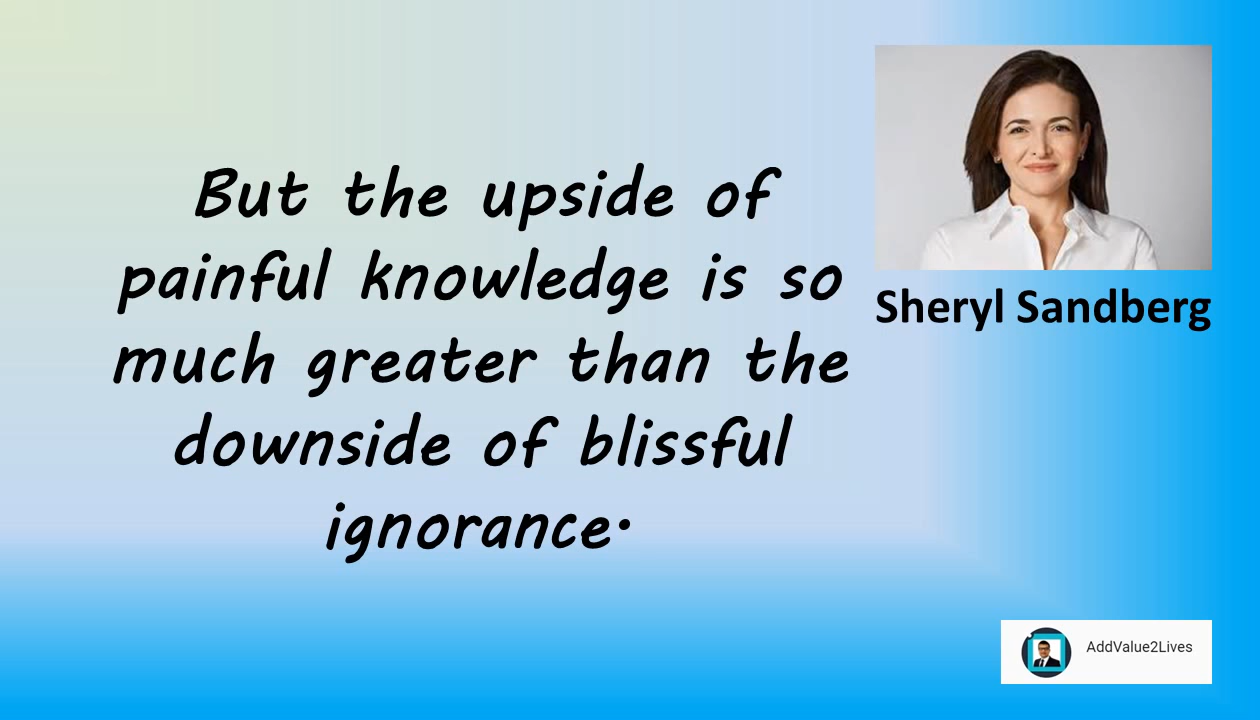 But the upside of
painful knowledge is so
much greater than the
downside of blissful
ignorance.
Sheryl Sandberg
AddValue2Lives